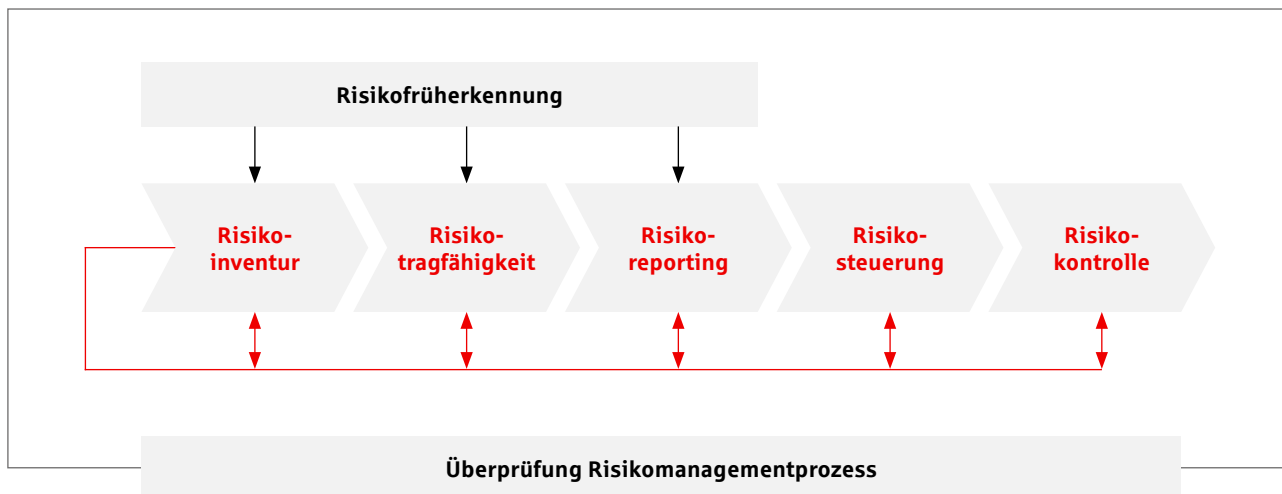 Risikofrüherkennung
Risiko-
inventur
Risiko-
tragfähigkeit
Risiko-
reporting
Risiko-
steuerung
Risiko-
kontrolle
Überprüfung Risikomanagementprozess